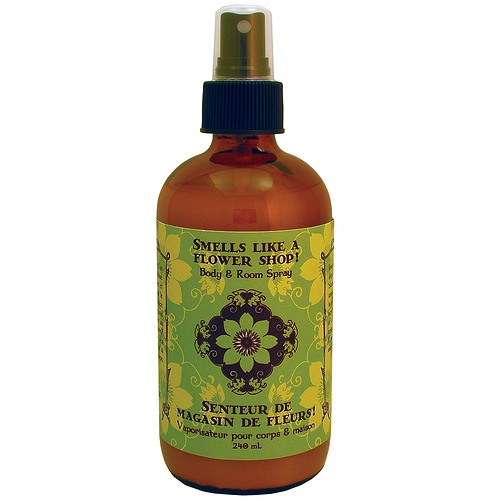 SMELLS LIKE A
FLOWER SHOP!
Body & Room Spray
SENTEUR DE
MAGASIN DE FLEURS!
Vaporisateur pour corps & maison
240 mL